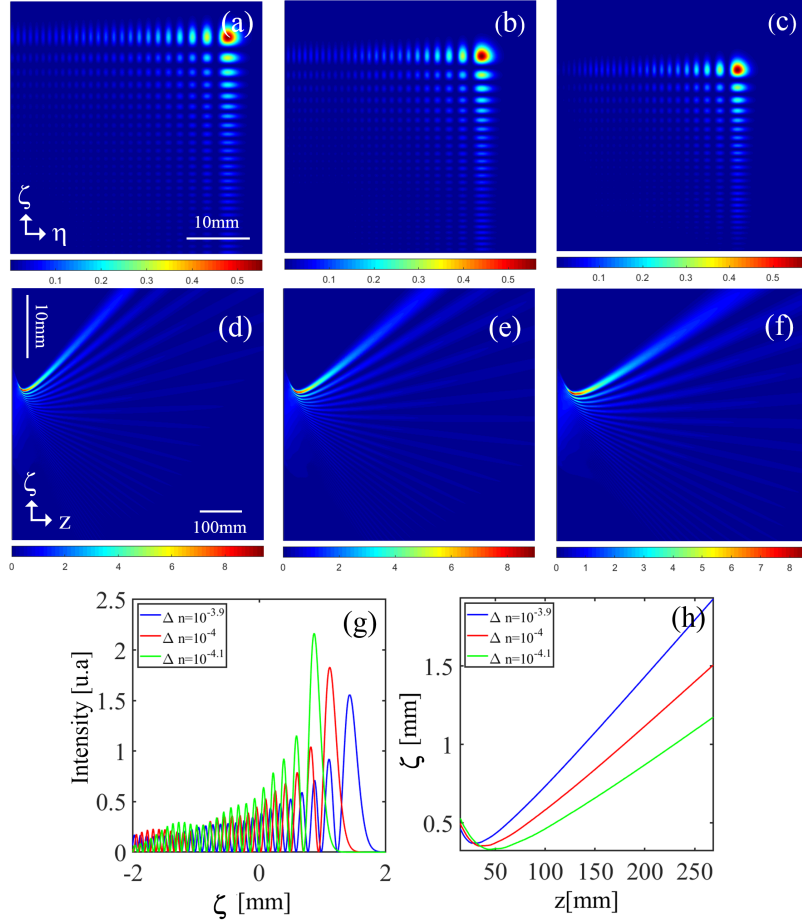 (a)
(b)
(c)
ζ
η
10mm
0.1 0.2 0.3 0.4 0.5
0.1 0.2 0.3 0.4 0.5
0.1 0.2 0.3 0.4 0.5
10mm
(d)
(e)
(f)
ζ
z
100mm
0 2 4 6 8
0 2 4 6 8
0 1 2 3 4 5 6 7 8
2.5
2
1.5
1
0.5
0
Δ n=10^-3.9
Δ n=10^-4
Δ n=10^-4.1
(g)
Intensity [u.a]
-2 0 2
ζ [mm]
1.5
1
0.5
Δ n=10^-3.9
Δ n=10^-4
Δ n=10^-4.1
(h)
ζ [mm]
50 100 150 200 250
z[mm]